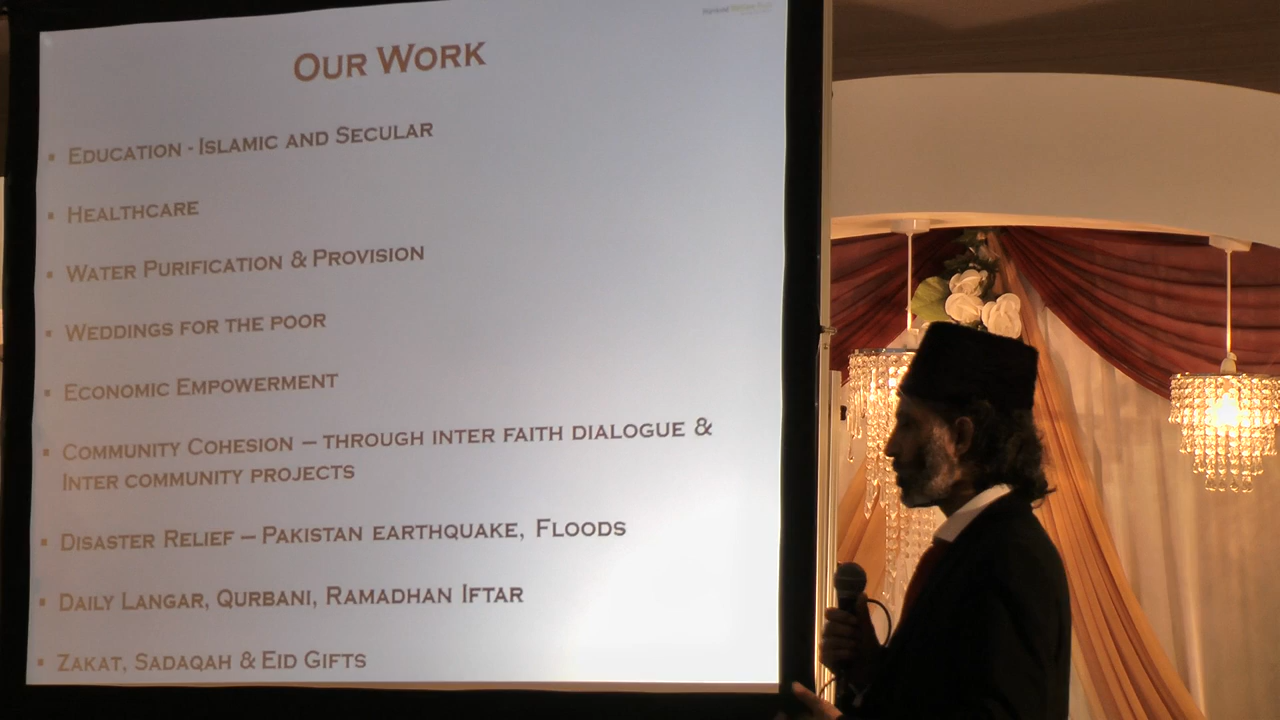 OUR WORK
▪ EDUCATION - ISLAMIC AND SECULAR
▪ HEALTHCARE
▪ WATER PURIFICATION & PROVISION
▪ WEDDINGS FOR THE POOR
▪ ECONOMIC EMPOWERMENT
▪ COMMUNITY COHESION – THROUGH INTER FAITH DIALOGUE &
INTER COMMUNITY PROJECTS
▪ DISASTER RELIEF – PAKISTAN EARTHQUAKE, FLOODS
▪ DAILY LANGAR, QURBANI, RAMADHAN IFTAR
▪ ZAKAT, SADAQAH & EID GIFTS